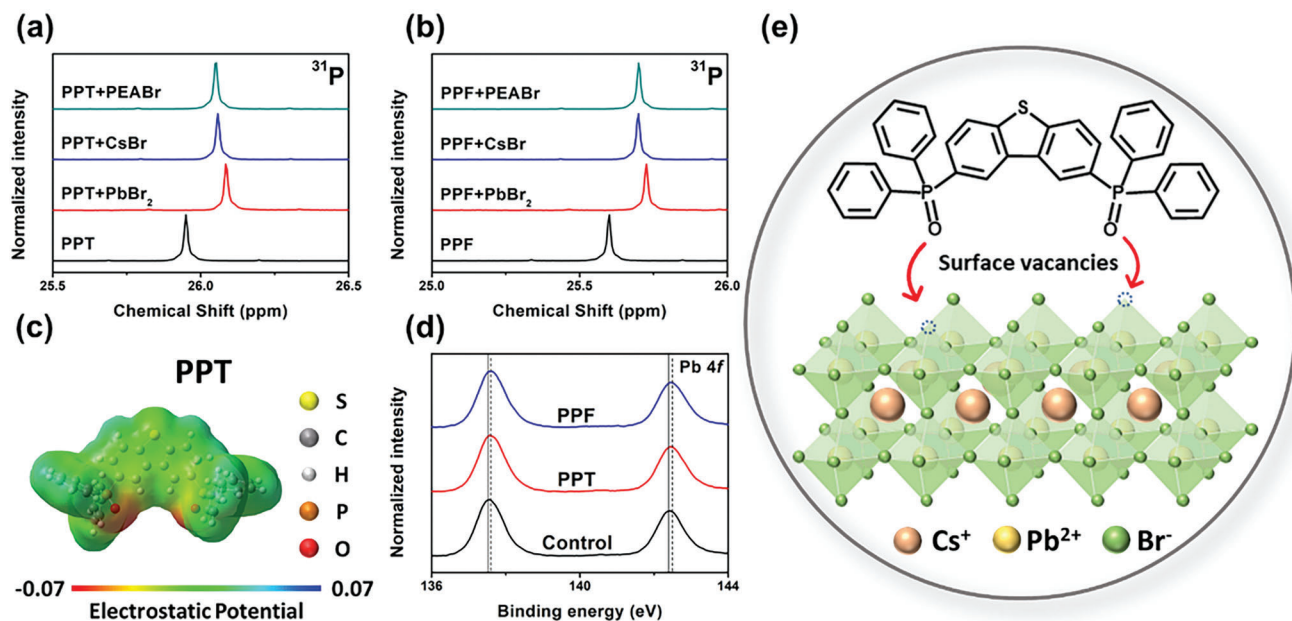 (a)
³¹P
PPT+PEABr
PPT+CsBr
PPT+PbBr₂
PPT
Normalized intensity
25.5 26.0 26.5
Chemical Shift (ppm)
(b)
³¹P
PPF+PEABr
PPF+CsBr
PPF+PbBr₂
PPF
Normalized intensity
25.0 25.5 26.0
Chemical Shift (ppm)
(c)
PPT
S
C
H
P
O
-0.07 0.07
Electrostatic Potential
(d)
Pb 4f
PPF
PPT
Control
Normalized intensity
136 140 144
Binding energy (eV)
(e)
S
P P
O O
Surface vacancies
Cs⁺ Pb²⁺ Br⁻